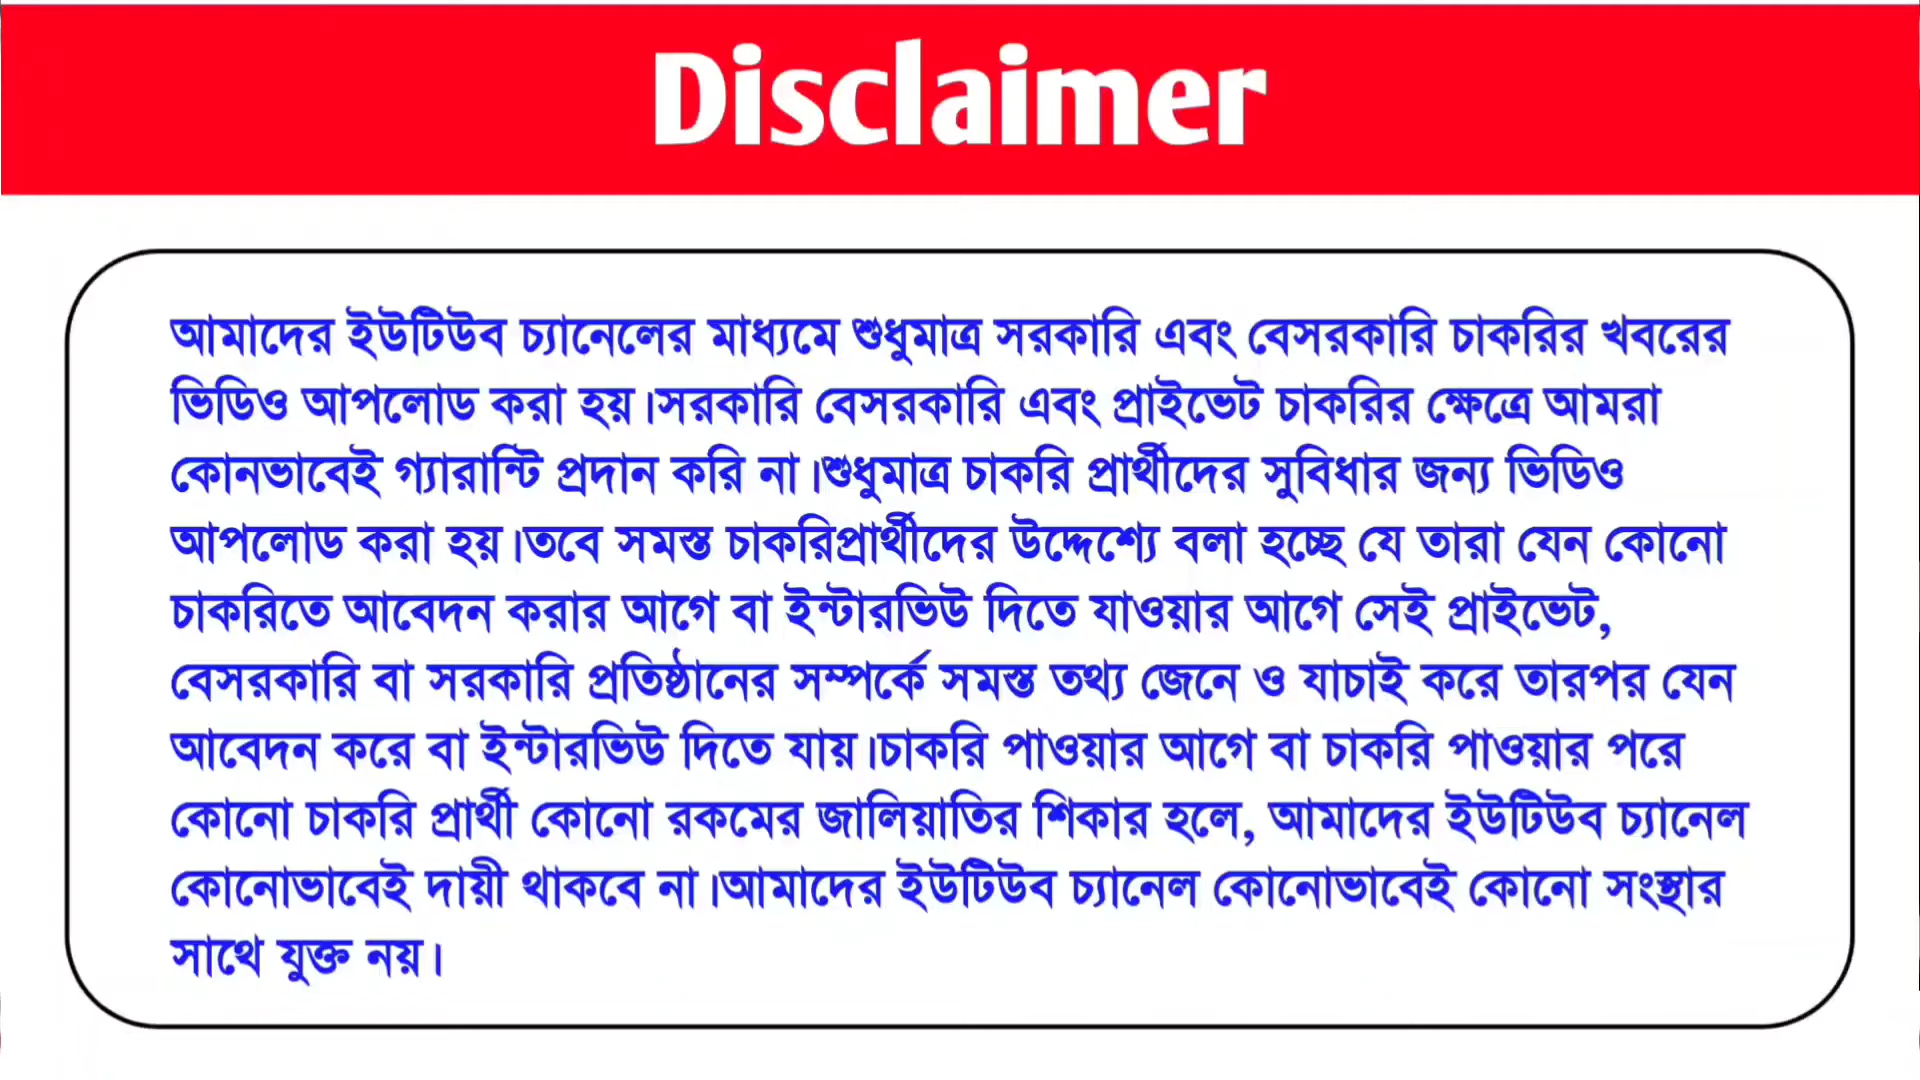 Disclaimer
আমাদের ইউটিউব চ্যানেলের মাধ্যমে শুধুমাত্র সরকারি এবং বেসরকারি চাকরির খবরের
ভিডিও আপলোড করা হয়।সরকারি বেসরকারি এবং প্রাইভেট চাকরির ক্ষেত্রে আমরা
কোনভাবেই গ্যারান্টি প্রদান করি না।শুধুমাত্র চাকরি প্রার্থীদের সুবিধার জন্য ভিডিও
আপলোড করা হয়।তবে সমস্ত চাকরিপ্রার্থীদের উদ্দেশ্যে বলা হচ্ছে যে তারা যেন কোনো
চাকরিতে আবেদন করার আগে বা ইন্টারভিউ দিতে যাওয়ার আগে সেই প্রাইভেট,
বেসরকারি বা সরকারি প্রতিষ্ঠানের সম্পর্কে সমস্ত তথ্য জেনে ও যাচাই করে তারপর যেন
আবেদন করে বা ইন্টারভিউ দিতে যায়।চাকরি পাওয়ার আগে বা চাকরি পাওয়ার পরে
কোনো চাকরি প্রার্থী কোনো রকমের জালিয়াতির শিকার হলে, আমাদের ইউটিউব চ্যানেল
কোনোভাবেই দায়ী থাকবে না।আমাদের ইউটিউব চ্যানেল কোনোভাবেই কোনো সংস্থার
সাথে যুক্ত নয়।